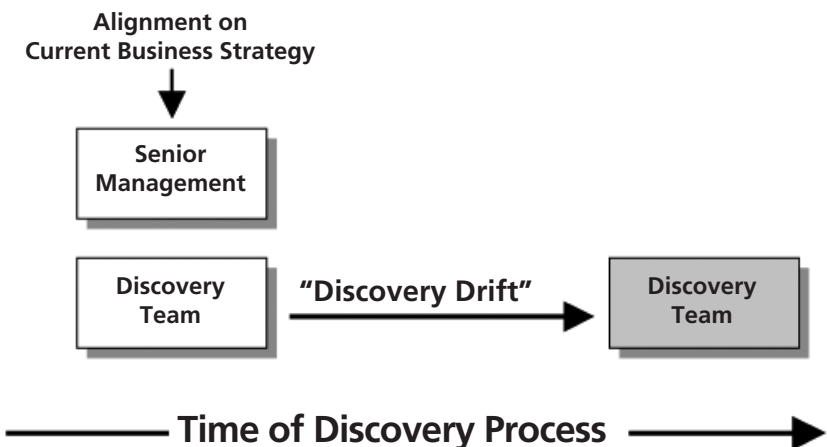 Alignment on
Current Business Strategy
Senior
Management
Discovery
Team
"Discovery Drift"
Discovery
Team
Time of Discovery Process